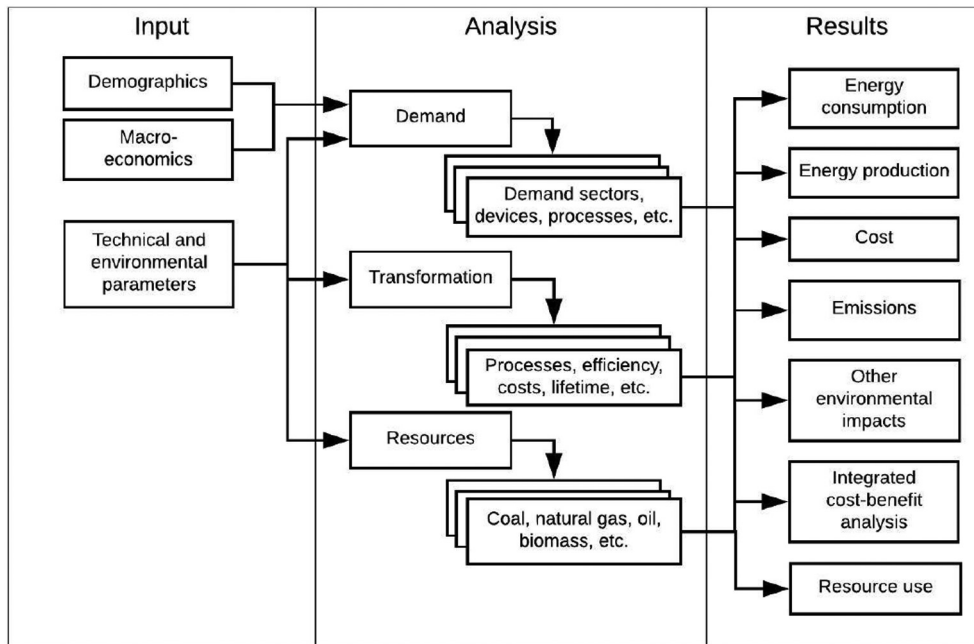 Input
Demographics
Macro-
economics
Technical and
environmental
parameters
Analysis
Demand
Demand sectors,
devices, processes, etc.
Transformation
Processes, efficiency,
costs, lifetime, etc.
Resources
Coal, natural gas, oil,
biomass, etc.
Results
Energy
consumption
Energy production
Cost
Emissions
Other
environmental
impacts
Integrated
cost-benefit
analysis
Resource use